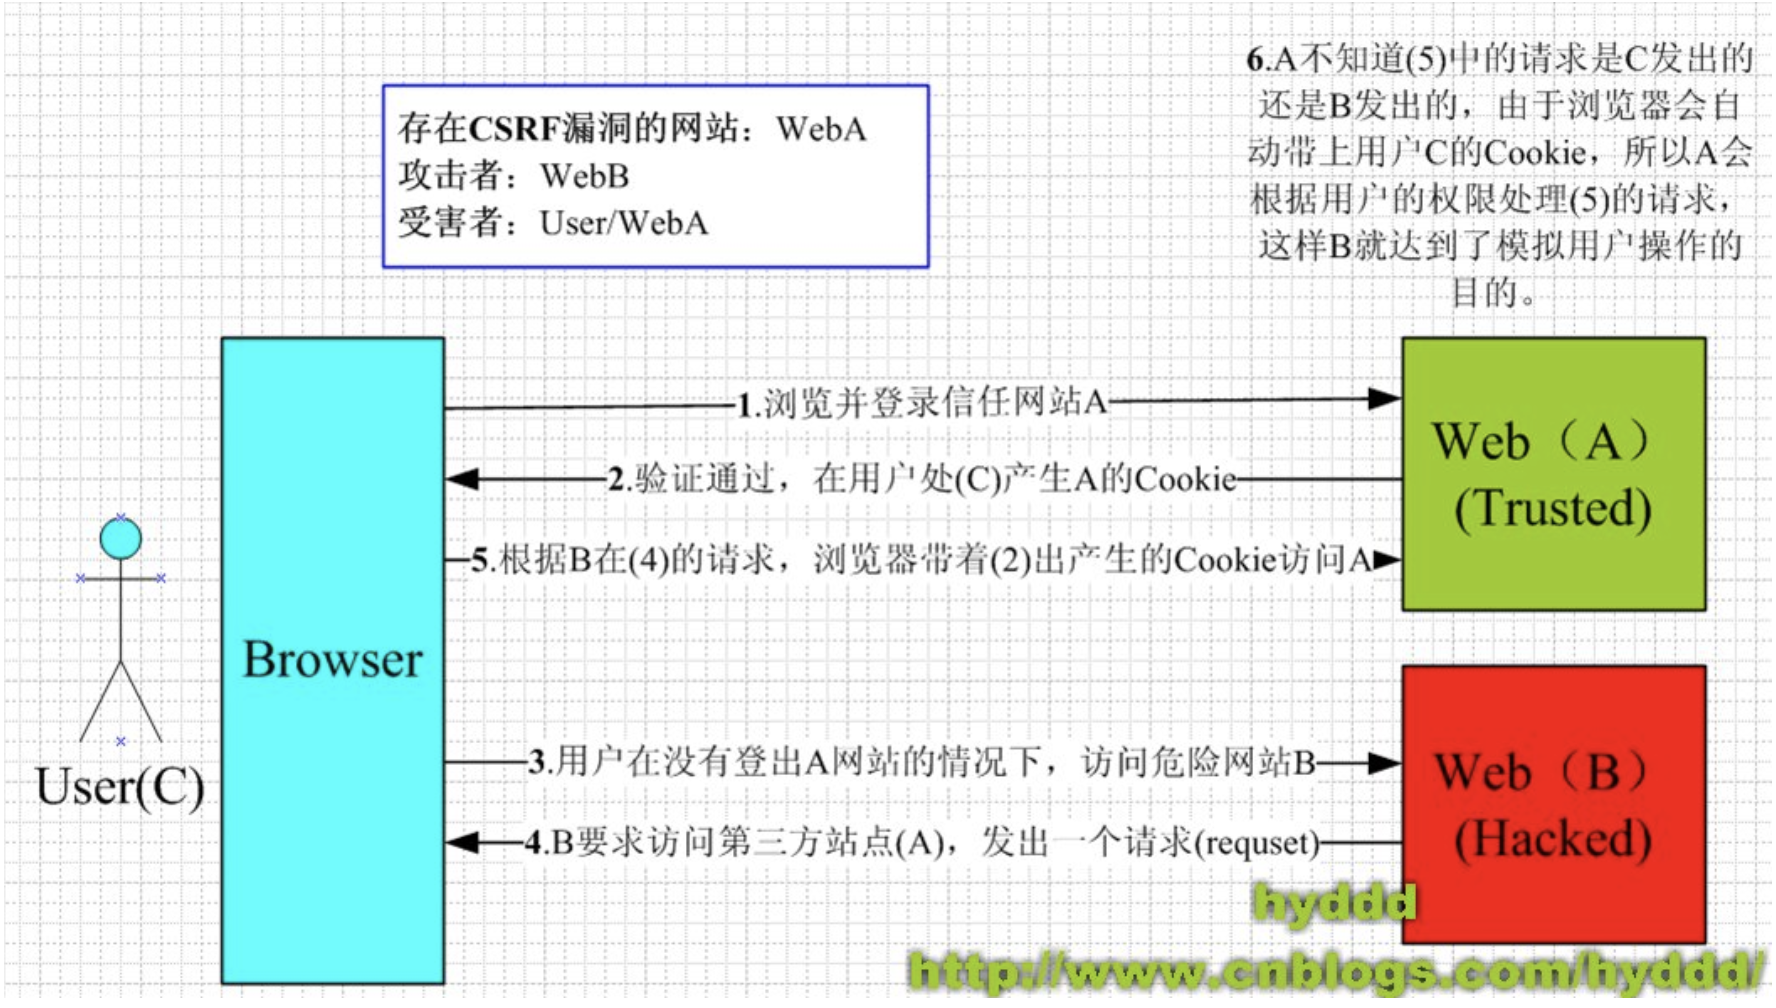 6.A不知道(5)中的请求是C发出的
还是B发出的，由于浏览器会自
动带上用户C的Cookie，所以A会
根据用户的权限处理(5)的请求，
这样B就达到了模拟用户操作的
目的。
存在CSRF漏洞的网站：WebA
攻击者：WebB
受害者：User/WebA
1.浏览并登录信任网站A
2.验证通过，在用户处(C)产生A的Cookie
5.根据B在(4)的请求，浏览器带着(2)出产生的Cookie访问A
Web（A）
(Trusted)
Browser
User(C)
3.用户在没有登出A网站的情况下，访问危险网站B
4.B要求访问第三方站点(A)，发出一个请求(requset)
Web（B）
(Hacked)
hyddd
http://www.cnblogs.com/hyddd/